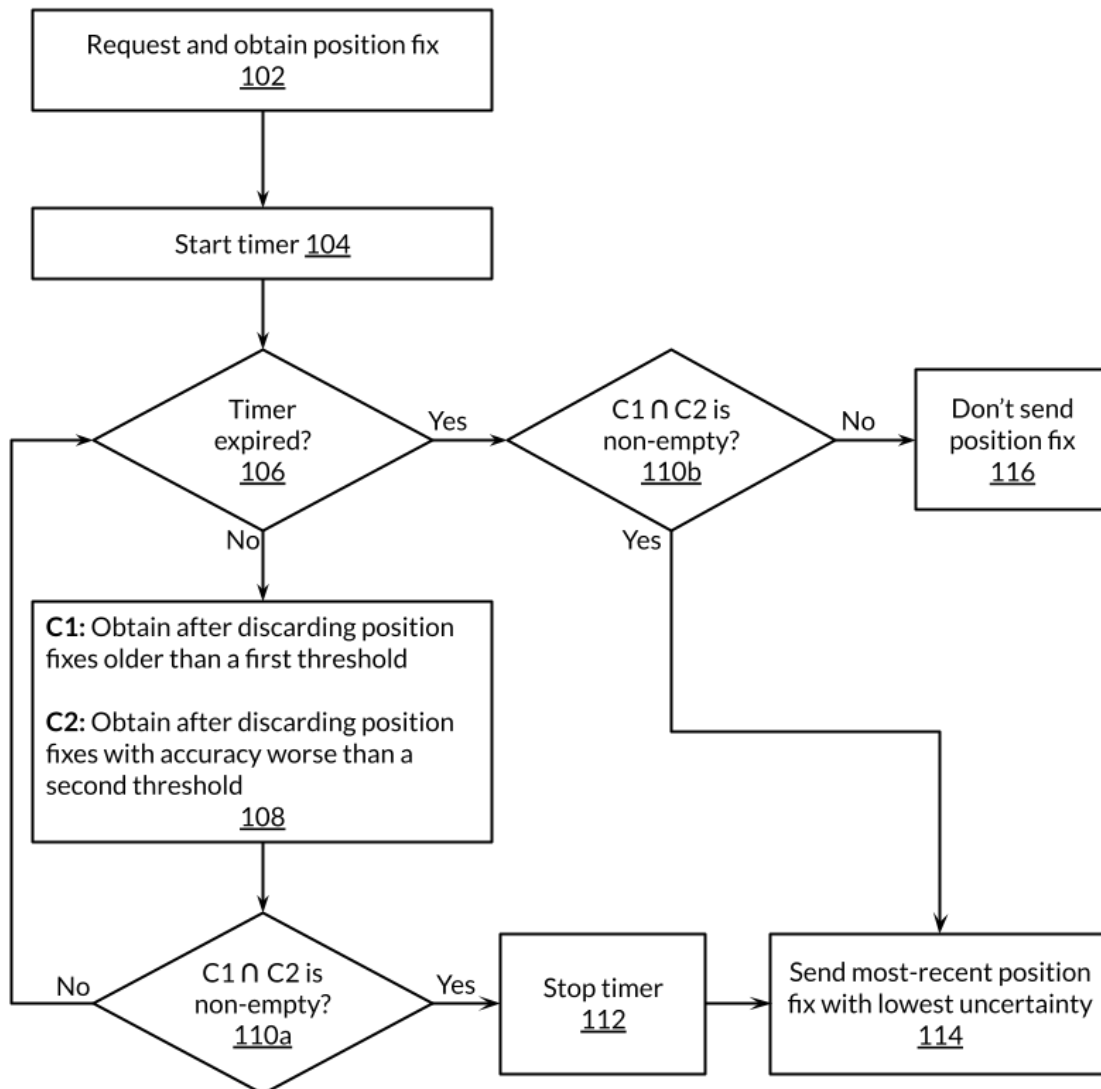 Request and obtain position fix
102
Start timer 104
Timer
expired?
106
Yes
C1 ∩ C2 is
non-empty?
110b
No
Don’t send
position fix
116
No
Yes
C1: Obtain after discarding position
fixes older than a first threshold
C2: Obtain after discarding position
fixes with accuracy worse than a
second threshold
108
No
C1 ∩ C2 is
non-empty?
110a
Yes
Stop timer
112
Send most-recent position
fix with lowest uncertainty
114